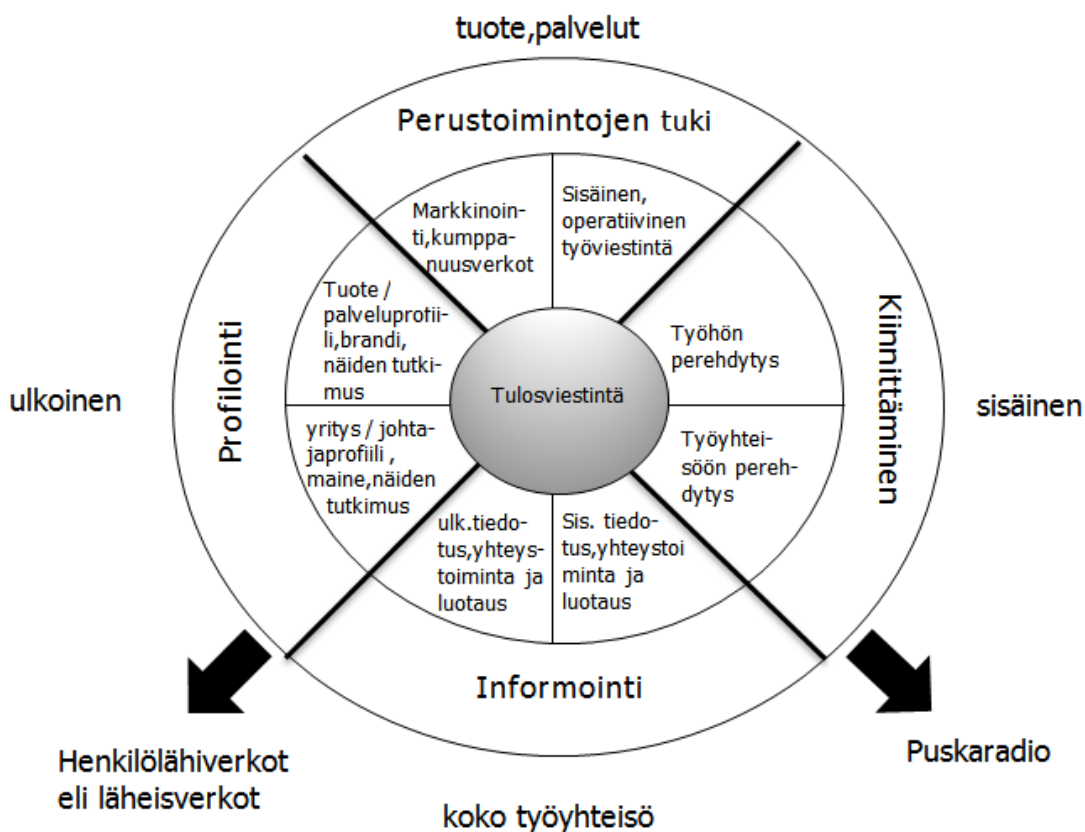 tuote,palvelut
Perustoimintojen tuki
Markkinoin-
ti,kumppa-
nuusverkot
Sisäinen,
operatiivinen
työviestintä
Tuote /
palveluprofii-
li,brandi,
näiden tutki-
mus
Työhön
perehdytys
Profilointi
Kiinnittäminen
Tulosviestintä
ulkoinen
sisäinen
yritys / johta-
japrofiili ,
maine,näiden
tutkimus
Työyhtei-
söön pereh-
dytys
ulk.tiedo-
tus,yhteys-
toiminta ja
luotaus
Sis. tiedo-
tus,yhteystoi
minta ja
luotaus
Informointi
Henkilölähiverkot
eli läheisverkot
Puskaradio
koko työyhteisö